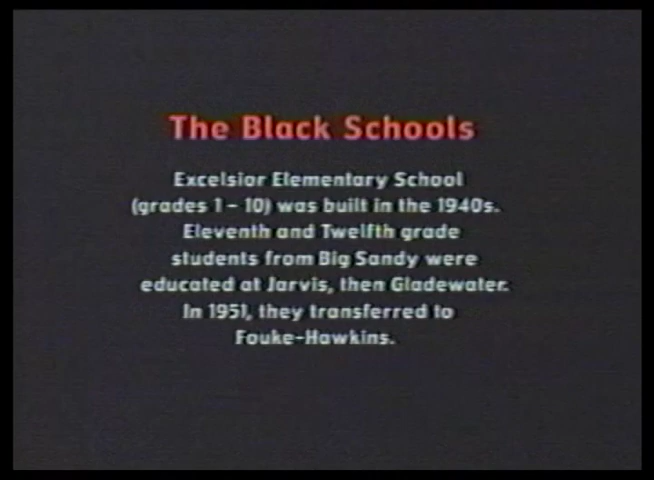 The Black Schools
Excelsior Elementary School
(grades 1 - 10) was built in the 1940s.
Eleventh and Twelfth grade
students from Big Sandy were
educated at Jarvis, then Gladewater.
In 1951, they transferred to
Fouke-Hawkins.